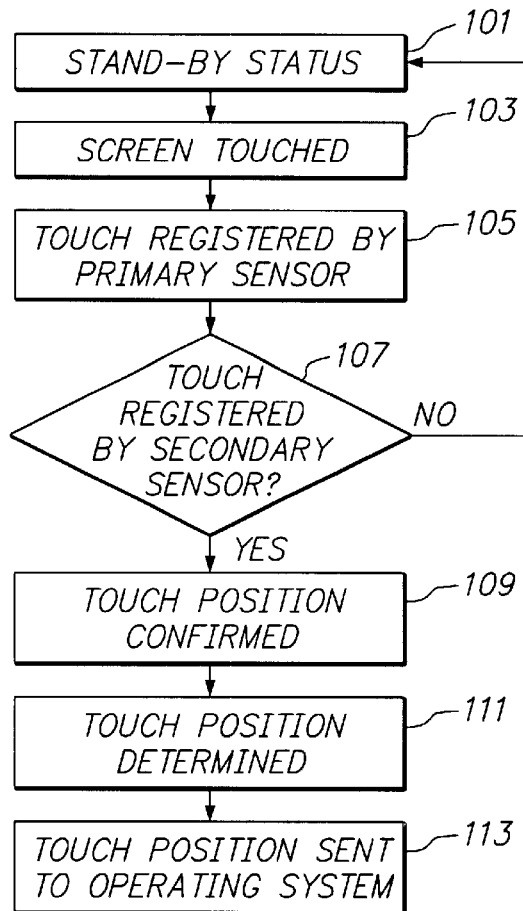 101
STAND-BY STATUS
103
SCREEN TOUCHED
105
TOUCH REGISTERED BY
PRIMARY SENSOR
107
TOUCH
REGISTERED
BY SECONDARY
SENSOR?
NO
YES
109
TOUCH POSITION
CONFIRMED
111
TOUCH POSITION
DETERMINED
113
TOUCH POSITION SENT
TO OPERATING SYSTEM